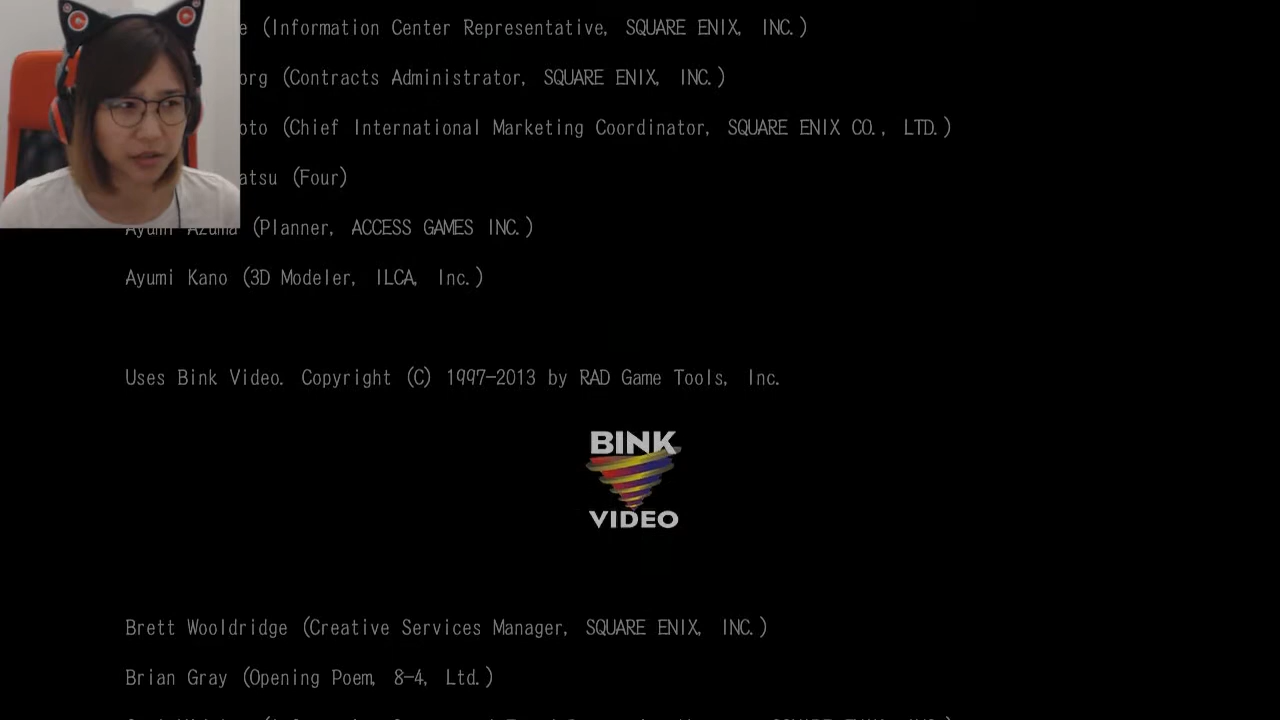 (Information Center Representative, SQUARE ENIX, INC.)
(Contracts Administrator, SQUARE ENIX, INC.)
(Chief International Marketing Coordinator, SQUARE ENIX CO., LTD.)
(Four)
Ayumi Azuma (Planner, ACCESS GAMES INC.)
Ayumi Kano (3D Modeler, ILCA, Inc.)
Uses Bink Video. Copyright (C) 1997-2013 by RAD Game Tools, Inc.
BINK
VIDEO
Brett Wooldridge (Creative Services Manager, SQUARE ENIX, INC.)
Brian Gray (Opening Poem, 8-4, Ltd.)